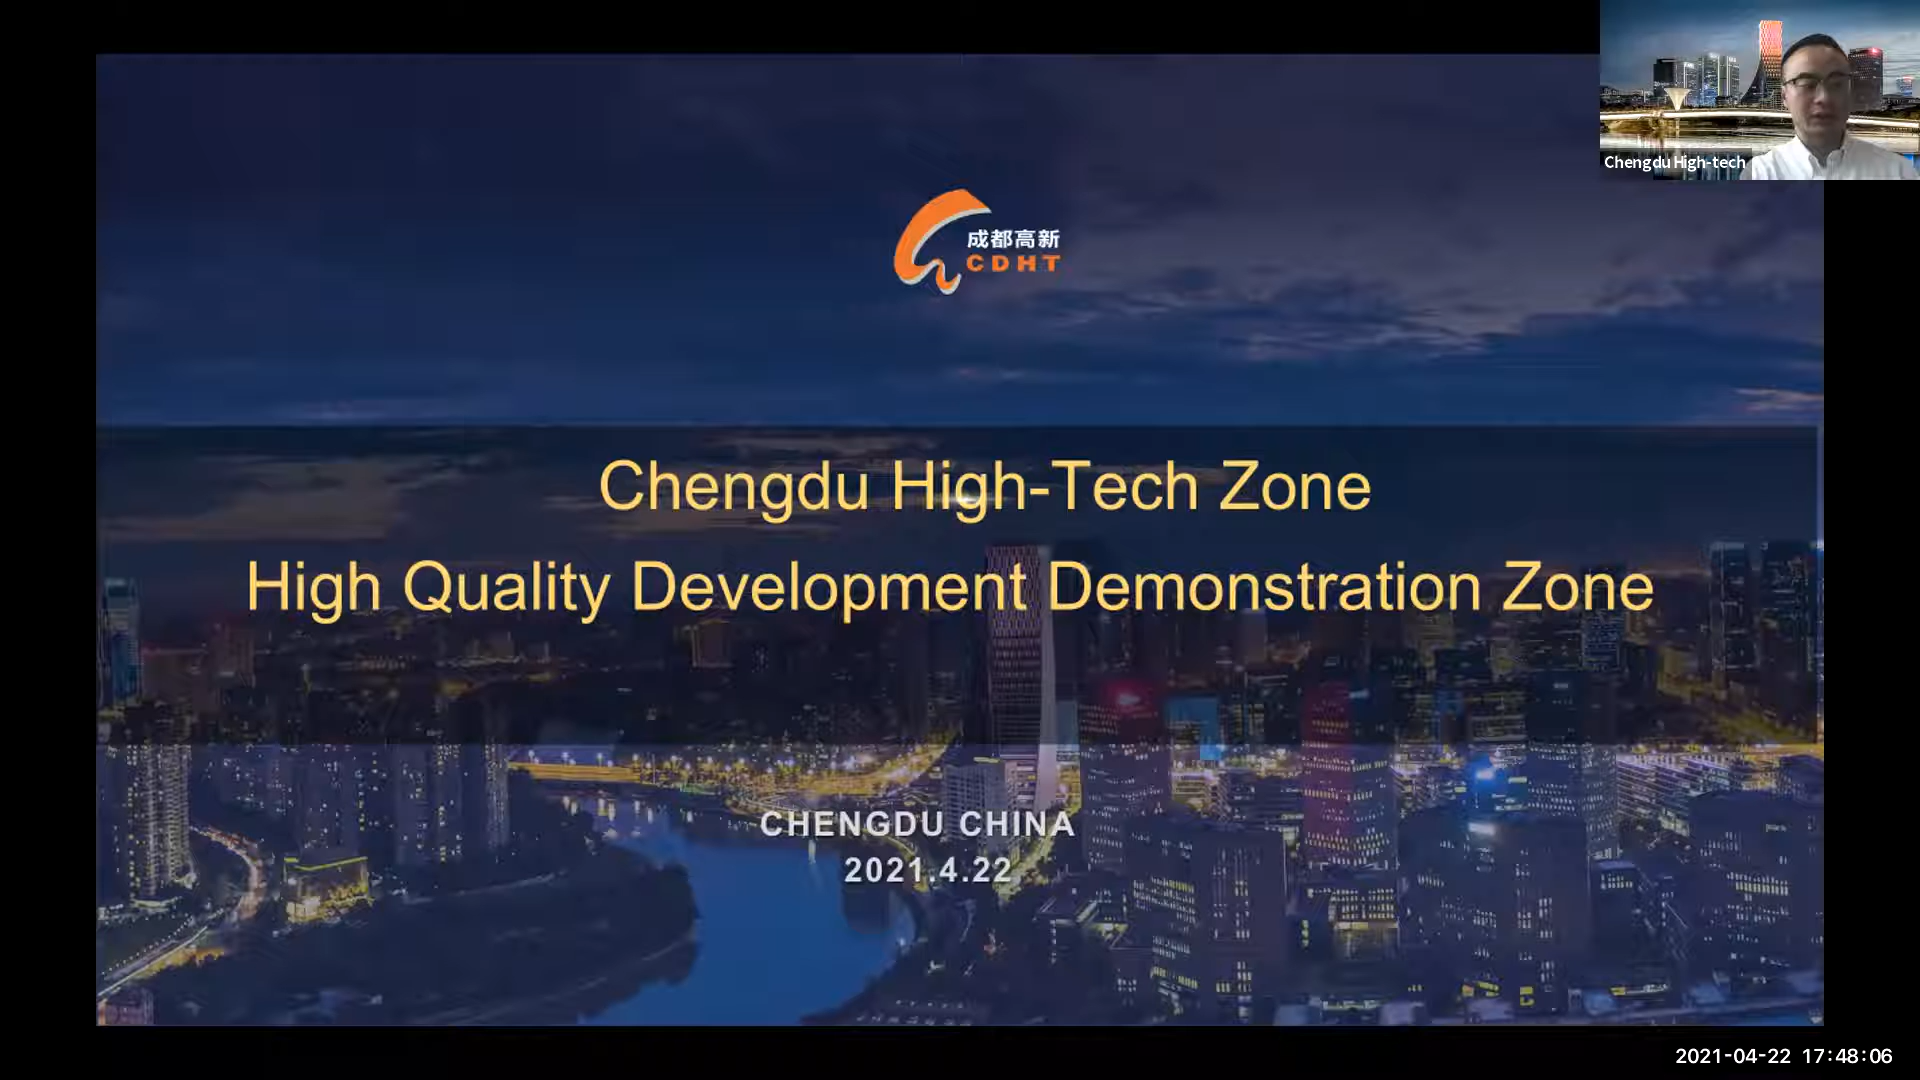 Chengdu High-tech
成都高新
CDHT
Chengdu High-Tech Zone
High Quality Development Demonstration Zone
CHENGDU CHINA
2021.4.22
2021-04-22 17:48:06